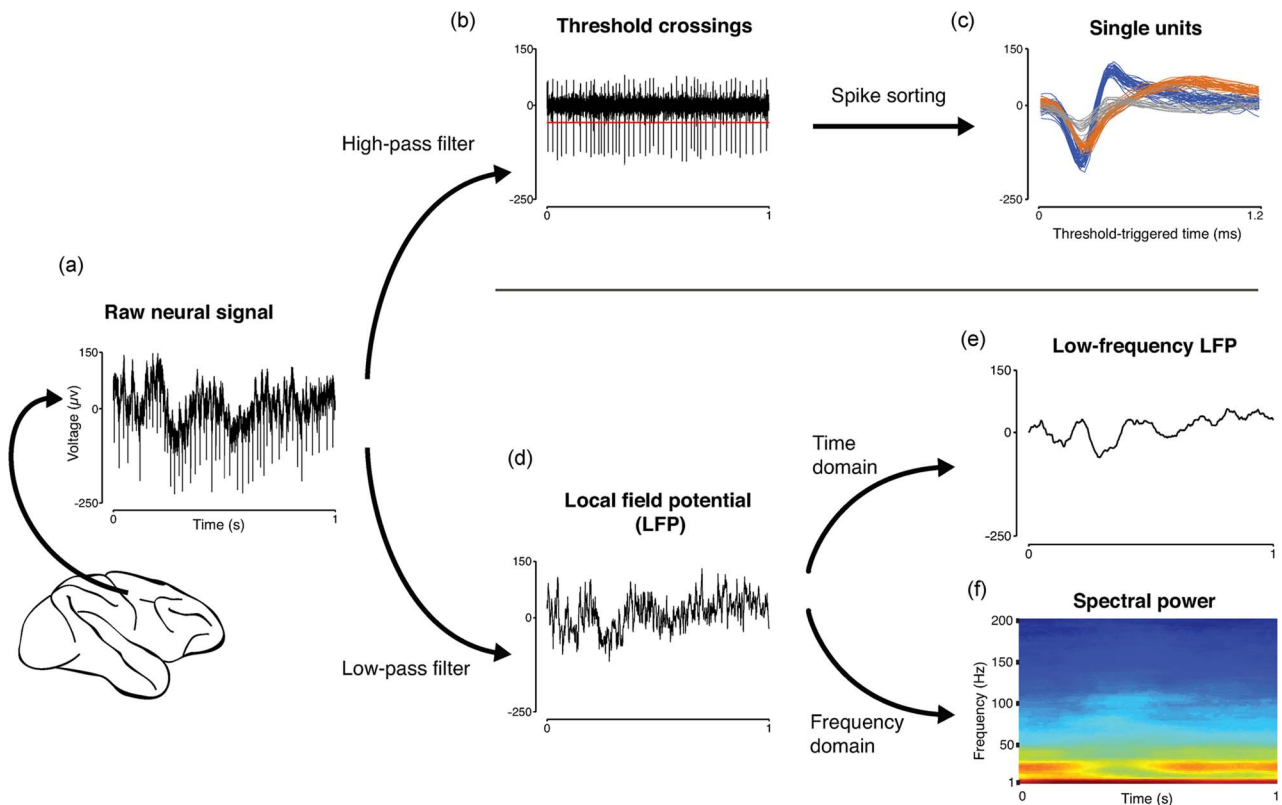 (a)
Raw neural signal
150
0
-250
Voltage (µv)
0
1
Time (s)
High-pass filter
Low-pass filter
(b)
Threshold crossings
150
0
-250
0
1
Spike sorting
(c)
Single units
150
0
-250
0
1.2
Threshold-triggered time (ms)
(d)
Local field potential
(LFP)
150
0
-250
0
1
Time
domain
Frequency
domain
(e)
Low-frequency LFP
150
0
-250
0
1
(f)
Spectral power
200
150
100
50
1
Frequency (Hz)
0
1
Time (s)